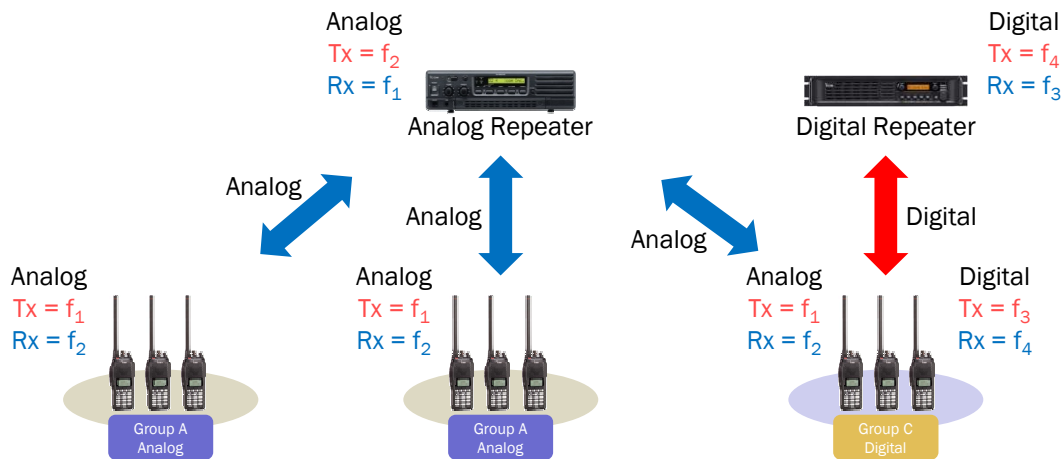 Analog
Tx = f₂
Rx = f₁
Analog Repeater
Digital
Tx = f₄
Rx = f₃
Digital Repeater
Analog
Analog
Analog
Digital
Analog
Tx = f₁
Rx = f₂
Group A
Analog
Analog
Tx = f₁
Rx = f₂
Group A
Analog
Analog
Tx = f₁
Rx = f₂
Digital
Tx = f₃
Rx = f₄
Group C
Digital